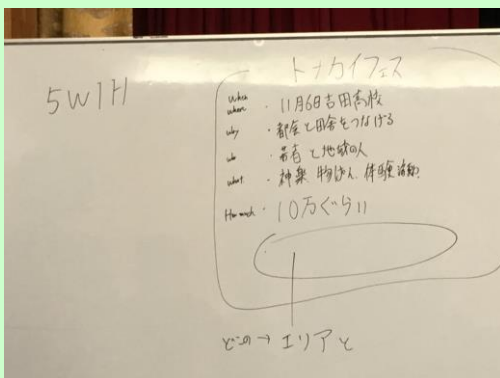 5W1H
トナカイフェス
when
where ・11月6日吉田高校
why ・都会と田舎をつなげる
who ・若者と地域の人
what ・神楽 物ぱん 体験活動
How much ・10万ぐらい
どこの→エリアと